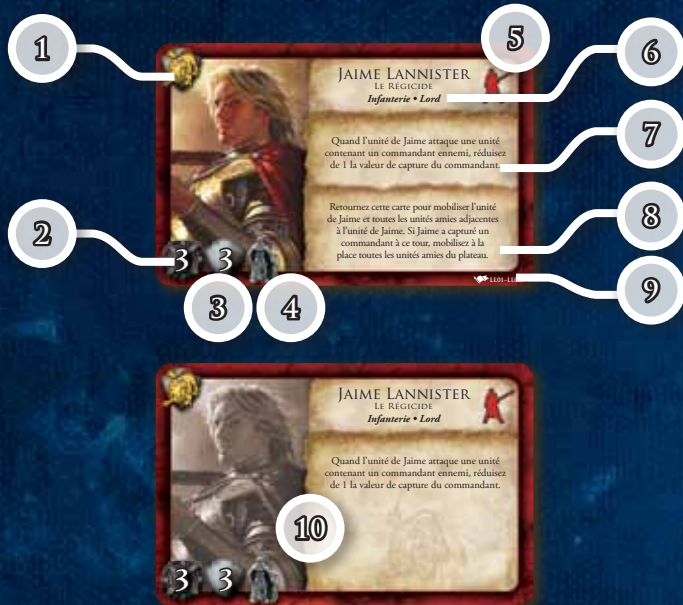 1
5
JAIME LANNISTER
LE RÉGICIDE
Infanterie • Lord
6
Quand l'unité de Jaime attaque une unité
contenant un commandant ennemi, réduisez
de 1 la valeur de capture du commandant.
7
Retournez cette carte pour mobiliser l'unité
de Jaime et toutes les unités amies adjacentes
à l'unité de Jaime. Si Jaime a capturé un
commandant à ce tour, mobilisez à la
place toutes les unités amies du plateau.
8
2
3 3
LL01-LL
9
3
4
JAIME LANNISTER
LE RÉGICIDE
Infanterie • Lord
Quand l'unité de Jaime attaque une unité
contenant un commandant ennemi, réduisez
de 1 la valeur de capture du commandant.
10
3 3